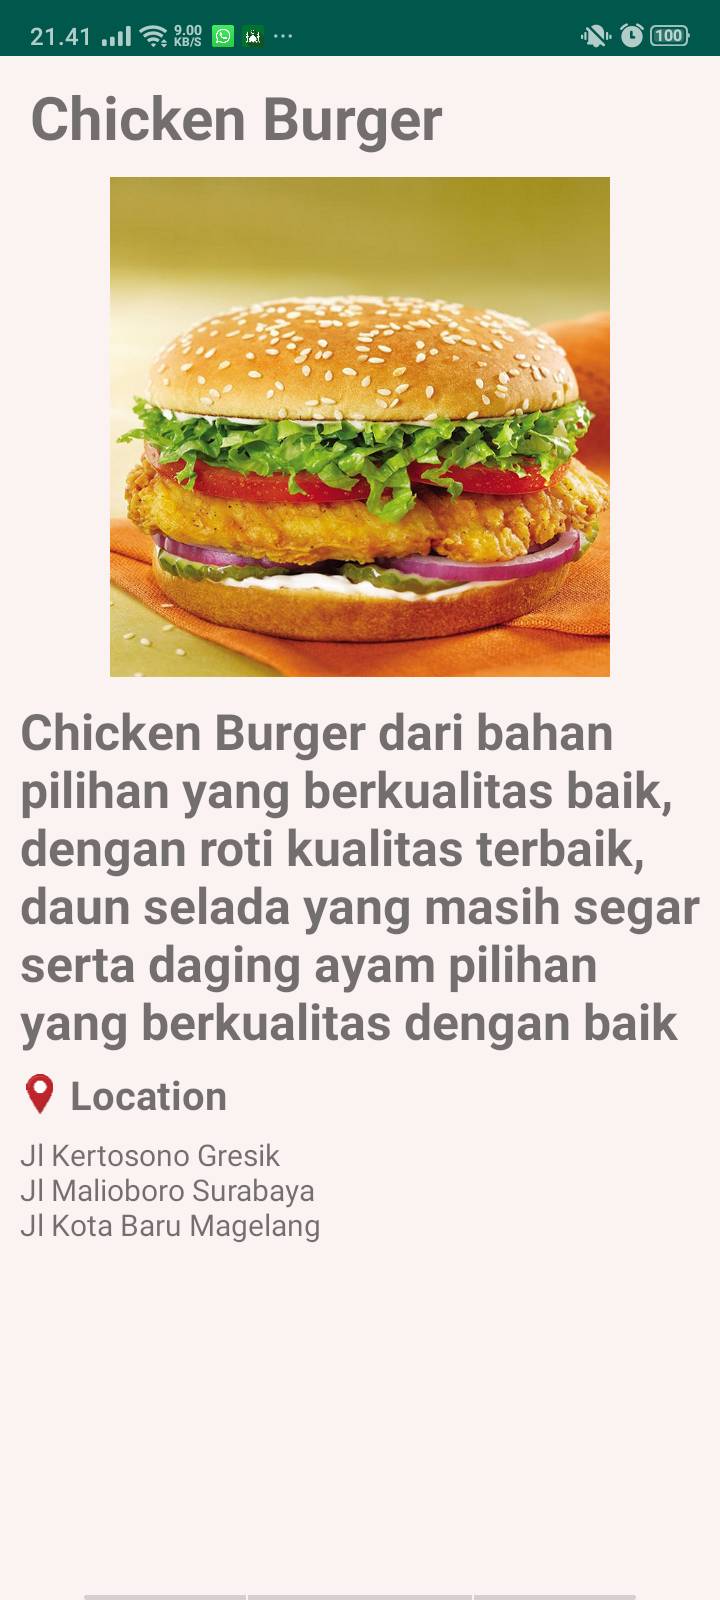 21.41 9.00 KB/S 100
Chicken Burger
Chicken Burger dari bahan
pilihan yang berkualitas baik,
dengan roti kualitas terbaik,
daun selada yang masih segar
serta daging ayam pilihan
yang berkualitas dengan baik
Location
Jl Kertosono Gresik
Jl Malioboro Surabaya
Jl Kota Baru Magelang